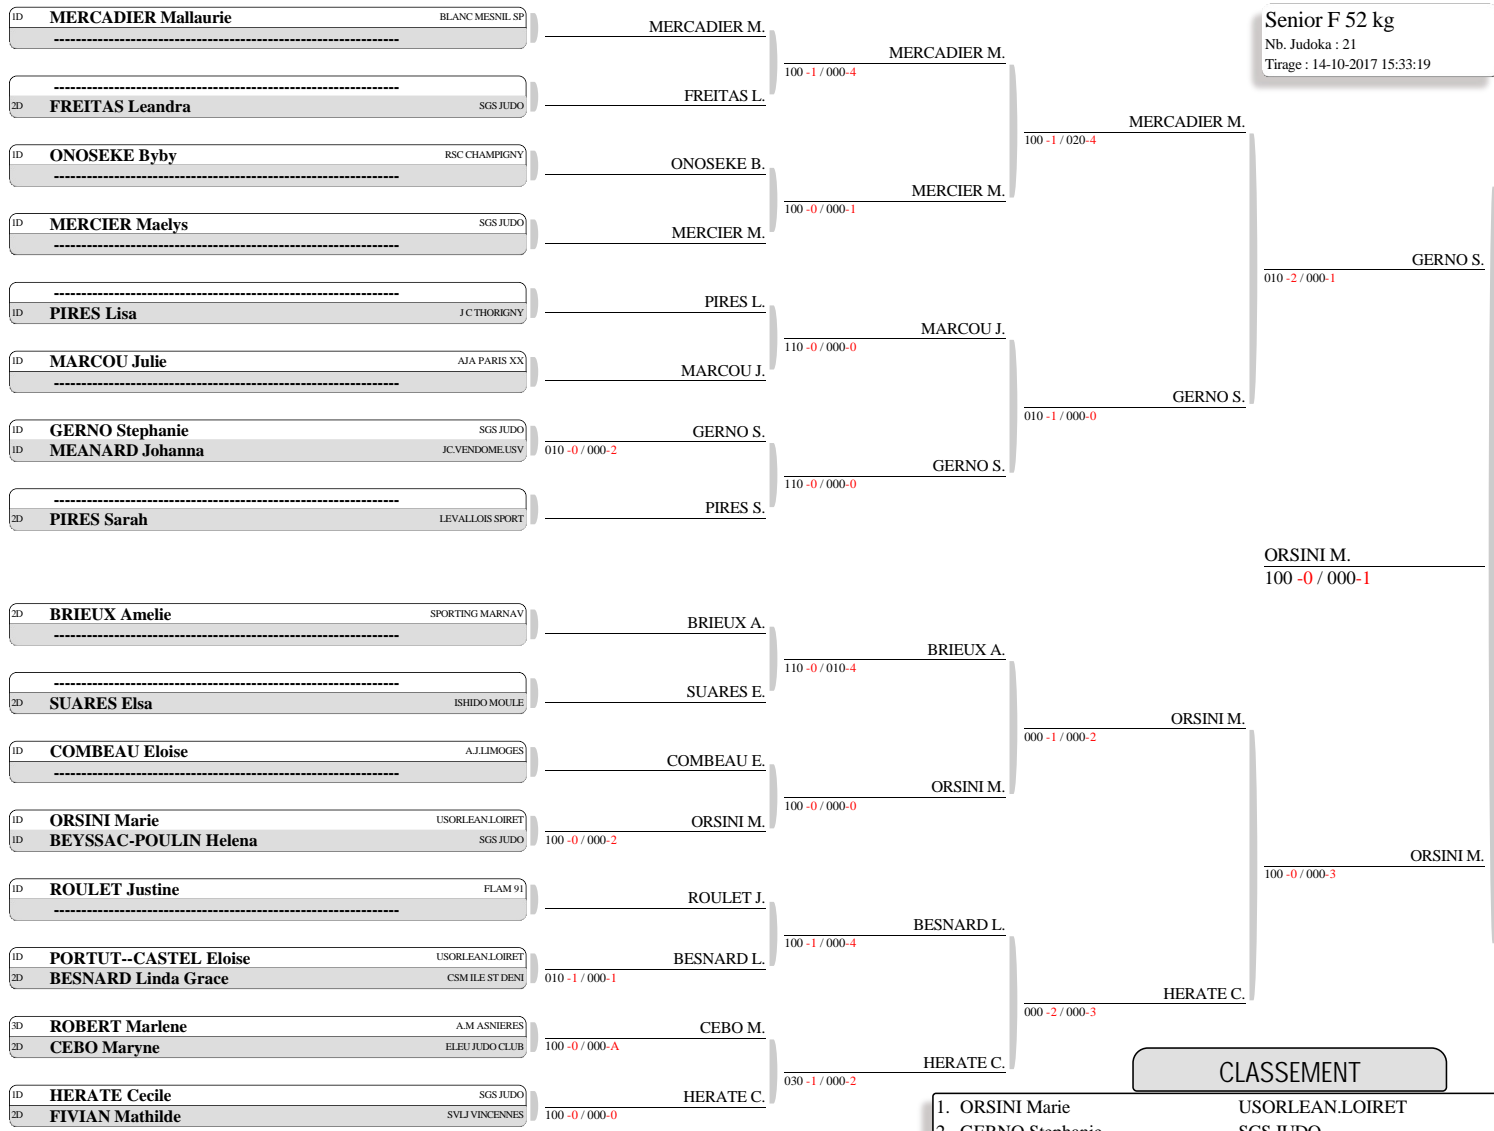 Senior F 52 kg
Nb. Judoka : 21
Tirage : 14-10-2017 15:33:19
1D MERCADIER Mallaurie BLANC MESNIL SP
----------------------------------------------------------------
----------------------------------------------------------------
2D FREITAS Leandra SGS JUDO
1D ONOSEKE Byby RSC CHAMPIGNY
----------------------------------------------------------------
1D MERCIER Maelys SGS JUDO
----------------------------------------------------------------
----------------------------------------------------------------
1D PIRES Lisa J C THORIGNY
1D MARCOU Julie AJA PARIS XX
----------------------------------------------------------------
1D GERNO Stephanie SGS JUDO
1D MEANARD Johanna JC.VENDOME.USV
----------------------------------------------------------------
2D PIRES Sarah LEVALLOIS SPORT
2D BRIEUX Amelie SPORTING MARNAV
----------------------------------------------------------------
----------------------------------------------------------------
2D SUARES Elsa ISHIDO MOULE
1D COMBEAU Eloise A.J.LIMOGES
----------------------------------------------------------------
1D ORSINI Marie USORLEAN.LOIRET
1D BEYSSAC-POULIN Helena SGS JUDO
1D ROULET Justine FLAM 91
----------------------------------------------------------------
1D PORTUT--CASTEL Eloise USORLEAN.LOIRET
2D BESNARD Linda Grace CSM ILE ST DENI
3D ROBERT Marlene A.M ASNIERES
2D CEBO Maryne ELEU JUDO CLUB
1D HERATE Cecile SGS JUDO
2D FIVIAN Mathilde SVLJ VINCENNES
MERCADIER M.
FREITAS L.
ONOSEKE B.
MERCIER M.
PIRES L.
MARCOU J.
GERNO S.
010 -0 / 000-2
PIRES S.
BRIEUX A.
SUARES E.
COMBEAU E.
ORSINI M.
100 -0 / 000-2
ROULET J.
BESNARD L.
010 -1 / 000-1
CEBO M.
100 -0 / 000-A
HERATE C.
100 -0 / 000-0
MERCADIER M.
100 -1 / 000-4
MERCIER M.
100 -0 / 000-1
MARCOU J.
110 -0 / 000-0
GERNO S.
110 -0 / 000-0
BRIEUX A.
110 -0 / 010-4
ORSINI M.
100 -0 / 000-0
BESNARD L.
100 -1 / 000-4
HERATE C.
030 -1 / 000-2
MERCADIER M.
100 -1 / 020-4
GERNO S.
010 -1 / 000-0
ORSINI M.
000 -1 / 000-2
HERATE C.
000 -2 / 000-3
GERNO S.
010 -2 / 000-1
ORSINI M.
100 -0 / 000-3
ORSINI M.
100 -0 / 000-1
CLASSEMENT
1. ORSINI Marie USORLEAN.LOIRET
2. GERNO Stephanie SGS JUDO